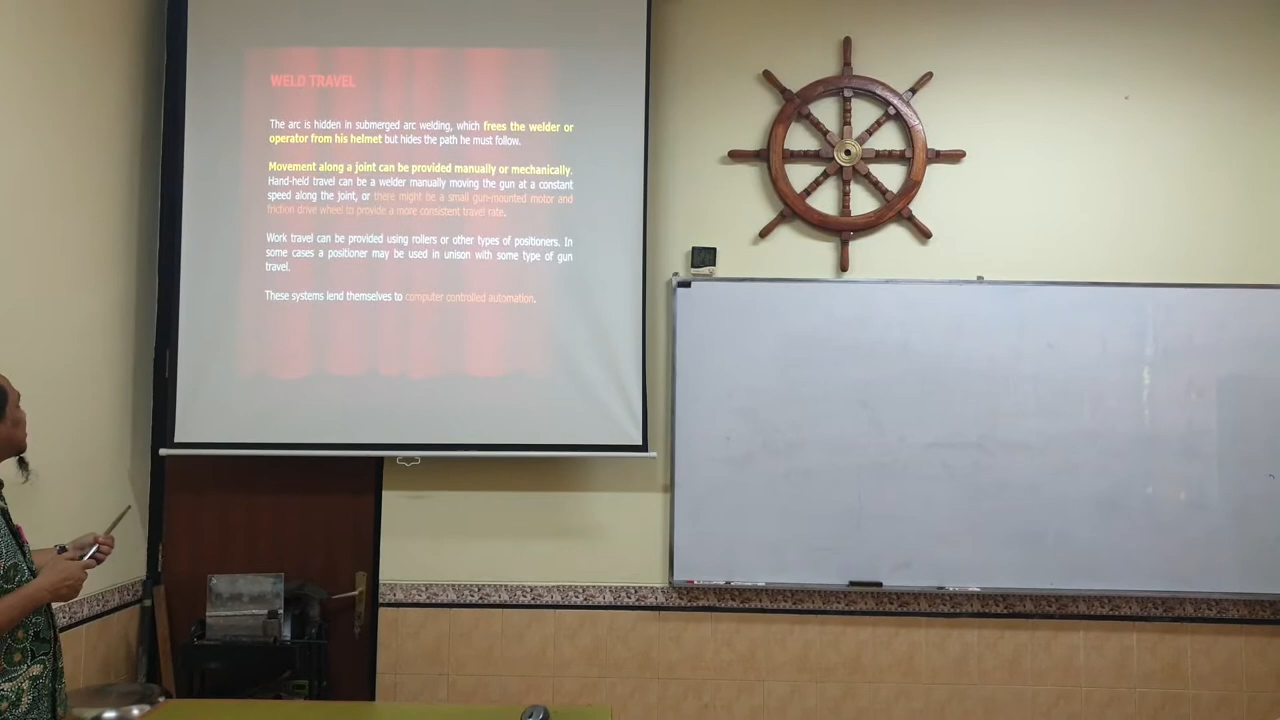 WELD TRAVEL
The arc is hidden in submerged arc welding, which frees the welder or
operator from his helmet but hides the path he must follow.
Movement along a joint can be provided manually or mechanically.
Hand-held travel can be a welder manually moving the gun at a constant
speed along the joint, or there might be a small gun-mounted motor and
friction drive wheel to provide a more consistent travel rate.
Work travel can be provided using rollers or other types of positioners. In
some cases a positioner may be used in unison with some type of gun
travel.
These systems lend themselves to computer controlled automation.